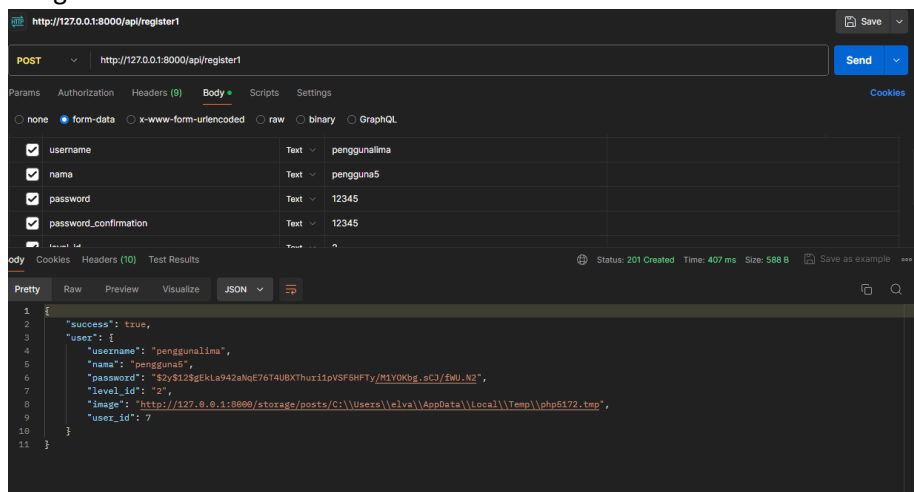 http://127.0.0.1:8000/api/register1
Save
POST http://127.0.0.1:8000/api/register1 Send
Params Authorization Headers (9) Body Scripts Settings Cookies
none form-data x-www-form-urlencoded raw binary GraphQL
username Text penggunalima
nama Text pengguna5
password Text 12345
password_confirmation Text 12345
level_id Text 2
ody Cookies Headers (10) Test Results Status: 201 Created Time: 407 ms Size: 588 B Save as example
Pretty Raw Preview Visualize JSON
1 {
2 "success": true,
3 "user": {
4 "username": "penggunalima",
5 "nama": "pengguna5",
6 "password": "$2y$12$gEkLa942aNqE76T4UBXThuri1pVSF5HFTy/M1YOKbg.sCJ/fWU.N2",
7 "level_id": "2",
8 "image": "http://127.0.0.1:8000/storage/posts/C:\\Users\\elva\\AppData\\Local\\Temp\\php5172.tmp",
9 "user_id": 7
10 }
11 }